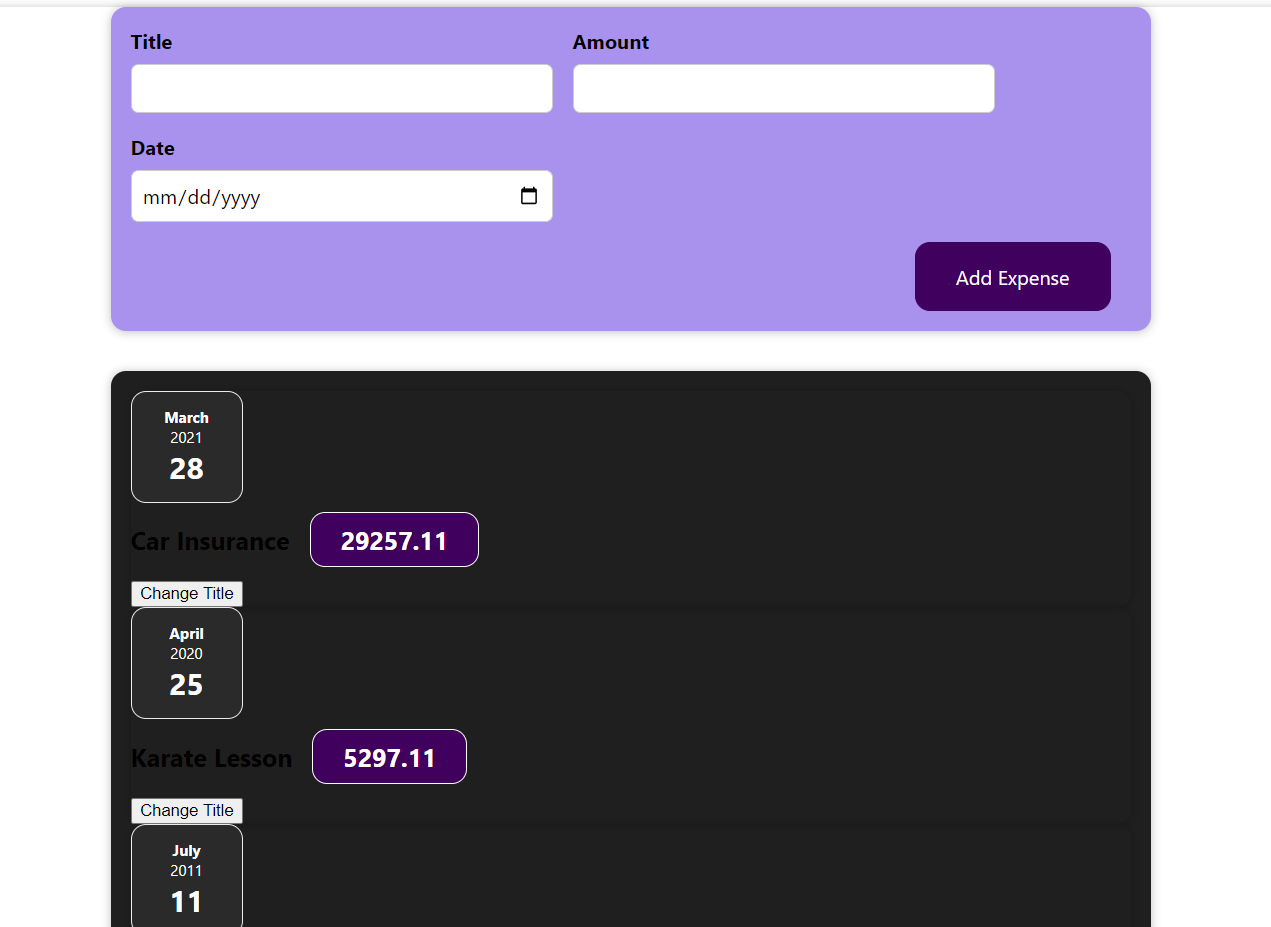 Title
Amount
Date
mm/dd/yyyy
Add Expense
March
2021
28
Car Insurance
29257.11
Change Title
April
2020
25
Karate Lesson
5297.11
Change Title
July
2011
11